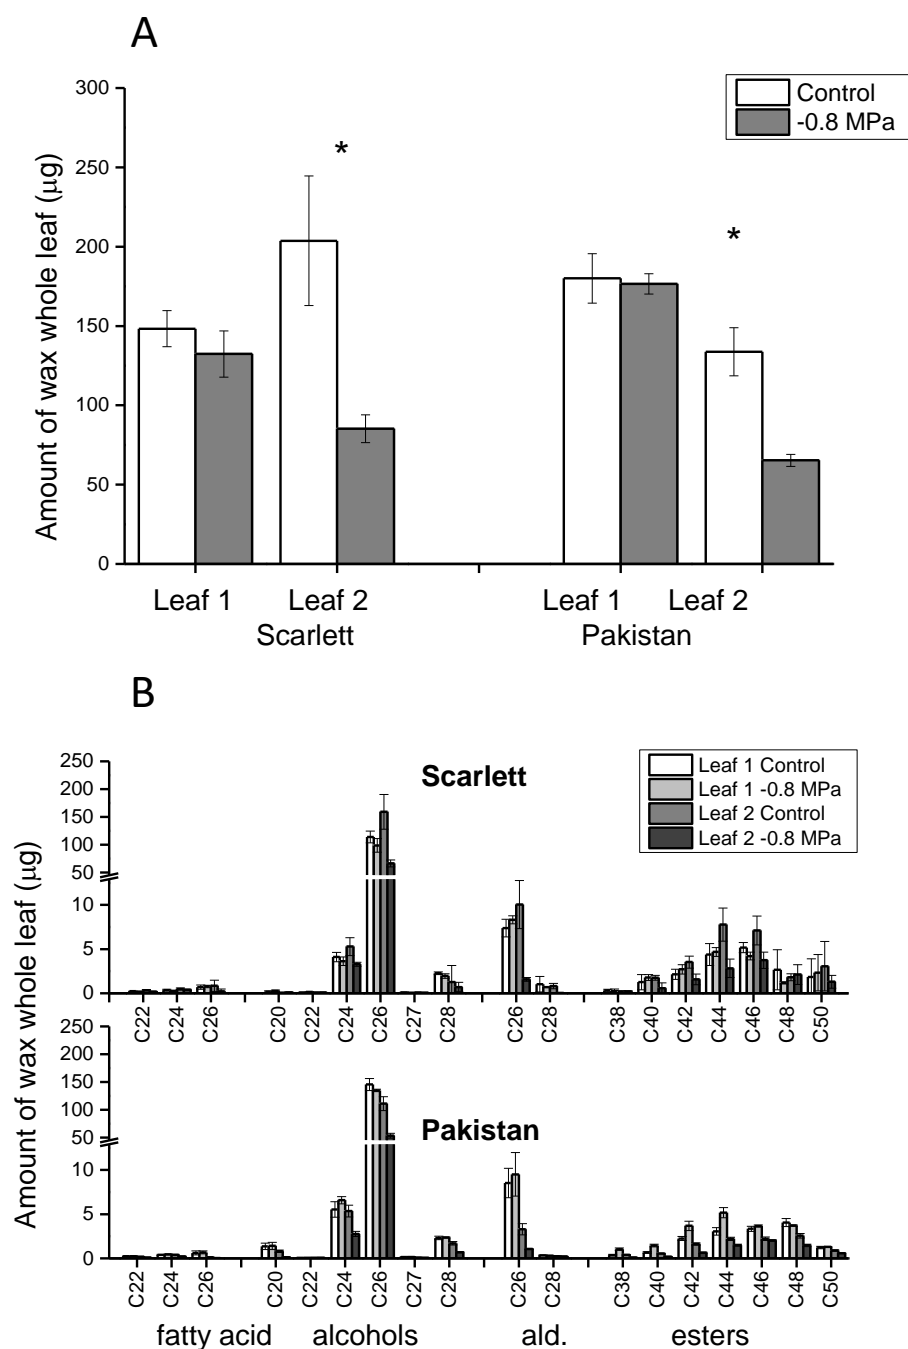 A
Amount of wax whole leaf (µg)
300
250
200
150
100
50
0
Control
-0.8 MPa
*
*
Leaf 1 Leaf 2 Leaf 1 Leaf 2
Scarlett Pakistan
B
Amount of wax whole leaf (µg)
250
200
150
100
50
10
5
0
Scarlett
Leaf 1 Control
Leaf 1 -0.8 MPa
Leaf 2 Control
Leaf 2 -0.8 MPa
C22 C24 C26 C20 C22 C24 C26 C27 C28 C26 C28 C38 C40 C42 C44 C46 C48 C50
250
200
150
100
50
10
5
0
Pakistan
C22 C24 C26 C20 C22 C24 C26 C27 C28 C26 C28 C38 C40 C42 C44 C46 C48 C50
fatty acid alcohols ald. esters